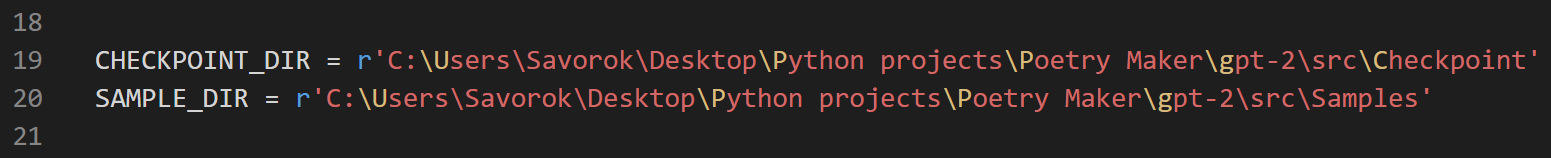 18
19 CHECKPOINT_DIR = r'C:\Users\Savorok\Desktop\Python projects\Poetry Maker\gpt-2\src\Checkpoint'
20 SAMPLE_DIR = r'C:\Users\Savorok\Desktop\Python projects\Poetry Maker\gpt-2\src\Samples'
21